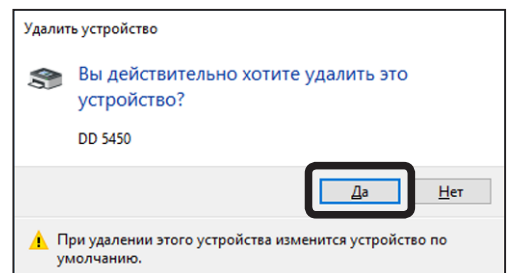 Удалить устройство
Вы действительно хотите удалить это
устройство?
DD 5450
Да
Нет
При удалении этого устройства изменится устройство по
умолчанию.